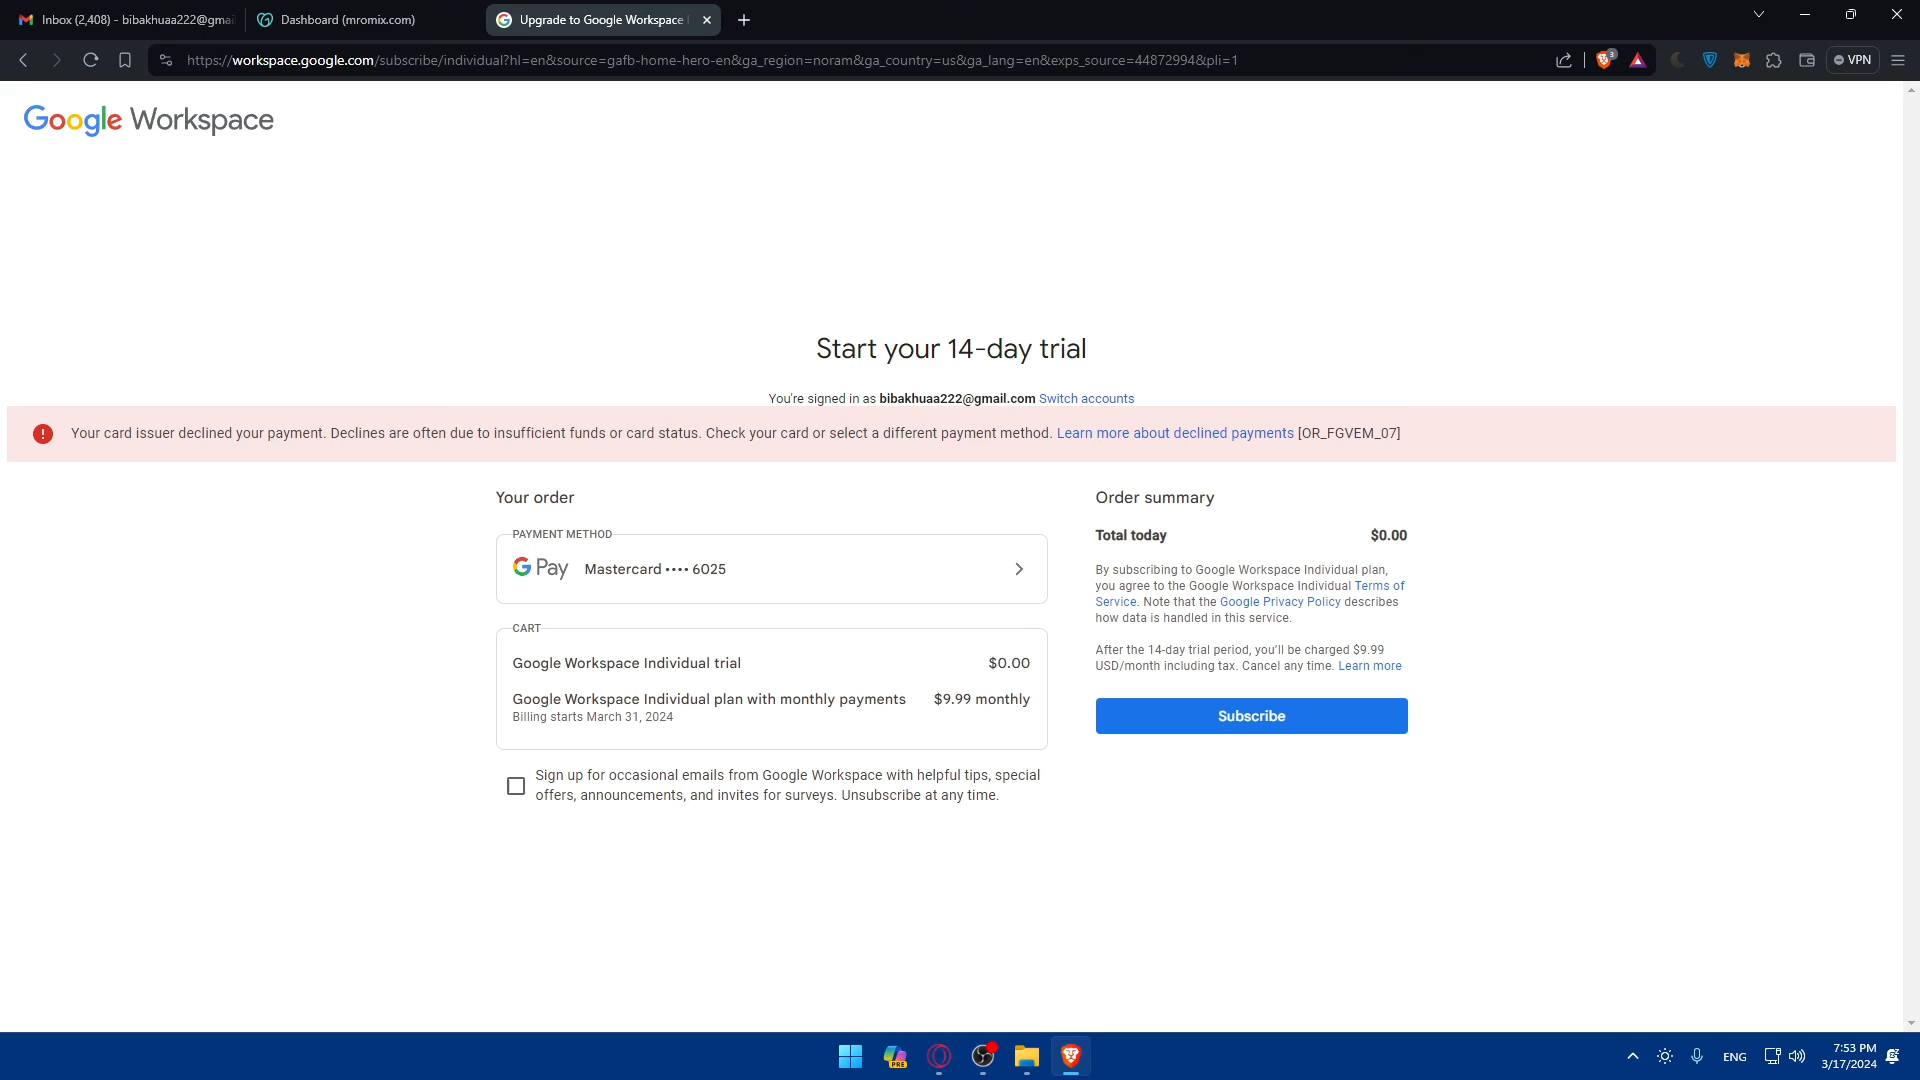 Inbox (2,408) - bibakhuaa222@gmai
Dashboard (mromix.com)
Upgrade to Google Workspace
https://workspace.google.com/subscribe/individual?hl=en&source=gafb-home-hero-en&ga_region=noram&ga_country=us&ga_lang=en&exps_source=44872994&pli=1
3
VPN
Google Workspace
Start your 14-day trial
You're signed in as bibakhuaa222@gmail.com Switch accounts
Your card issuer declined your payment. Declines are often due to insufficient funds or card status. Check your card or select a different payment method. Learn more about declined payments [OR_FGVEM_07]
Your order
PAYMENT METHOD
G Pay Mastercard •••• 6025
CART
Google Workspace Individual trial $0.00
Google Workspace Individual plan with monthly payments $9.99 monthly
Billing starts March 31, 2024
Sign up for occasional emails from Google Workspace with helpful tips, special
offers, announcements, and invites for surveys. Unsubscribe at any time.
Order summary
Total today $0.00
By subscribing to Google Workspace Individual plan,
you agree to the Google Workspace Individual Terms of
Service. Note that the Google Privacy Policy describes
how data is handled in this service.
After the 14-day trial period, you'll be charged $9.99
USD/month including tax. Cancel any time. Learn more
Subscribe
PRE
ENG
7:53 PM
3/17/2024